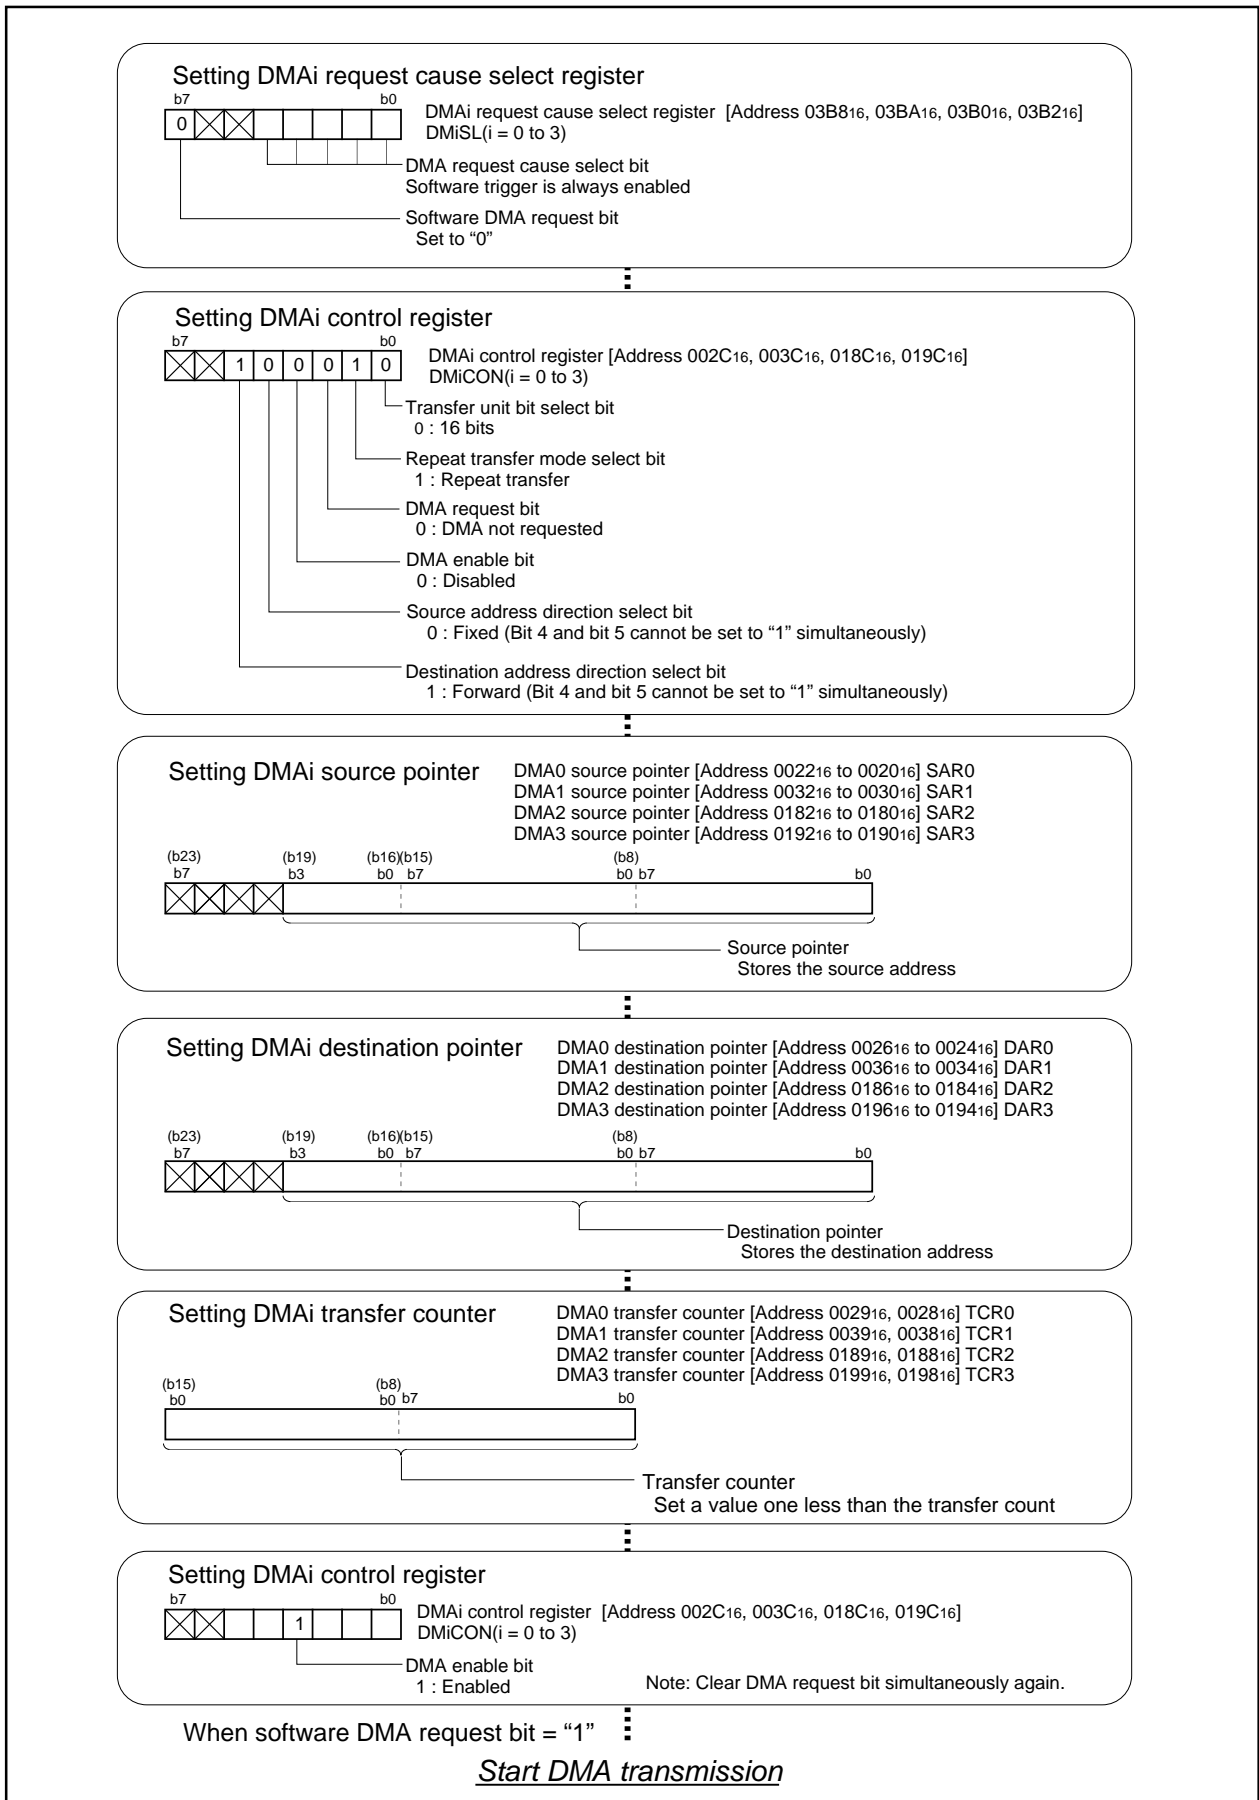 Setting DMAi request cause select register
b7 b0
0
DMAi request cause select register [Address 03B816, 03BA16, 03B016, 03B216]
DMiSL(i = 0 to 3)
DMA request cause select bit
Software trigger is always enabled
Software DMA request bit
Set to “0”
Setting DMAi control register
b7 b0
1 0 0 0 1 0
DMAi control register [Address 002C16, 003C16, 018C16, 019C16]
DMiCON(i = 0 to 3)
Transfer unit bit select bit
0 : 16 bits
Repeat transfer mode select bit
1 : Repeat transfer
DMA request bit
0 : DMA not requested
DMA enable bit
0 : Disabled
Source address direction select bit
0 : Fixed (Bit 4 and bit 5 cannot be set to “1” simultaneously)
Destination address direction select bit
1 : Forward (Bit 4 and bit 5 cannot be set to “1” simultaneously)
Setting DMAi source pointer
DMA0 source pointer [Address 002216 to 002016] SAR0
DMA1 source pointer [Address 003216 to 003016] SAR1
DMA2 source pointer [Address 018216 to 018016] SAR2
DMA3 source pointer [Address 019216 to 019016] SAR3
(b23) (b19) (b16)(b15) (b8)
b7 b3 b0 b7 b0 b7 b0
Source pointer
Stores the source address
Setting DMAi destination pointer
DMA0 destination pointer [Address 002616 to 002416] DAR0
DMA1 destination pointer [Address 003616 to 003416] DAR1
DMA2 destination pointer [Address 018616 to 018416] DAR2
DMA3 destination pointer [Address 019616 to 019416] DAR3
(b23) (b19) (b16)(b15) (b8)
b7 b3 b0 b7 b0 b7 b0
Destination pointer
Stores the destination address
Setting DMAi transfer counter
DMA0 transfer counter [Address 002916, 002816] TCR0
DMA1 transfer counter [Address 003916, 003816] TCR1
DMA2 transfer counter [Address 018916, 018816] TCR2
DMA3 transfer counter [Address 019916, 019816] TCR3
(b15) (b8)
b0 b0 b7 b0
Transfer counter
Set a value one less than the transfer count
Setting DMAi control register
b7 b0
1
DMAi control register [Address 002C16, 003C16, 018C16, 019C16]
DMiCON(i = 0 to 3)
DMA enable bit
1 : Enabled
Note: Clear DMA request bit simultaneously again.
When software DMA request bit = “1”
Start DMA transmission